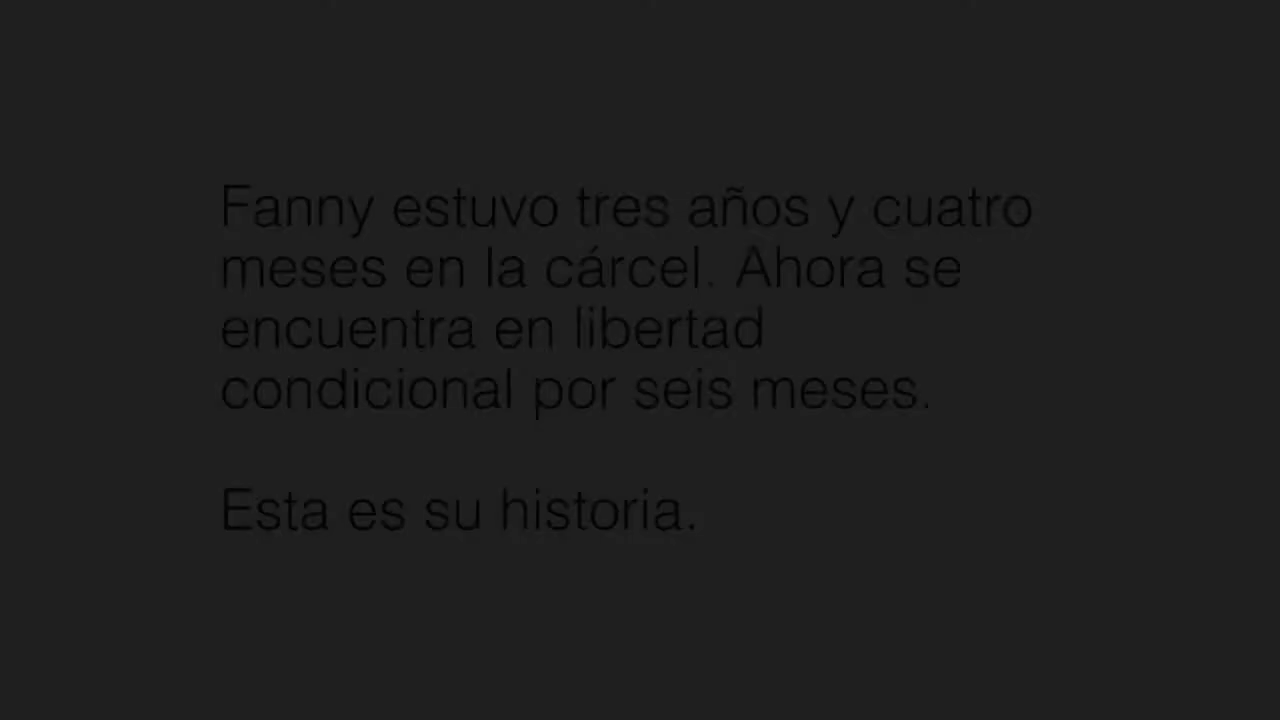 Fanny estuvo tres años y cuatro
meses en la cárcel. Ahora se
encuentra en libertad
condicional por seis meses.
Esta es su historia.